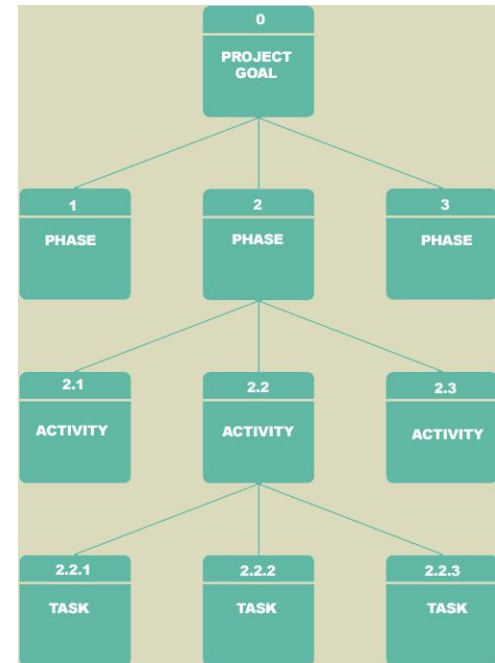 0
PROJECT
GOAL
1
2
3
PHASE
PHASE
PHASE
2.1
2.2
2.3
ACTIVITY
ACTIVITY
ACTIVITY
2.2.1
2.2.2
2.2.3
TASK
TASK
TASK